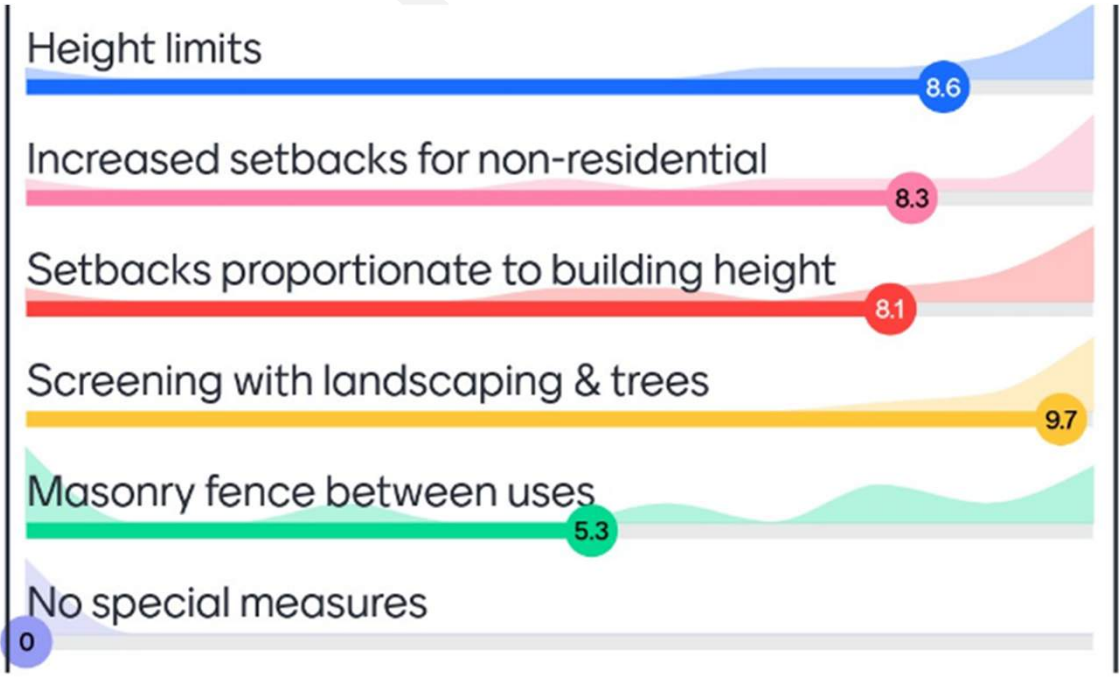 Height limits
8.6
Increased setbacks for non-residential
8.3
Setbacks proportionate to building height
8.1
Screening with landscaping & trees
9.7
Masonry fence between uses
5.3
No special measures
0